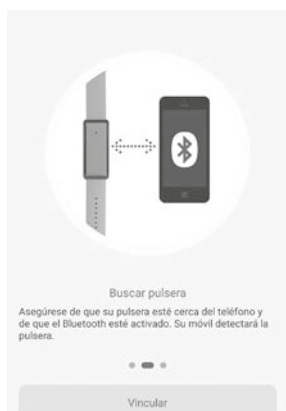 Buscar pulsera
Asegúrese de que su pulsera esté cerca del teléfono y
de que el Bluetooth esté activado. Su móvil detectará la
pulsera.
Vincular